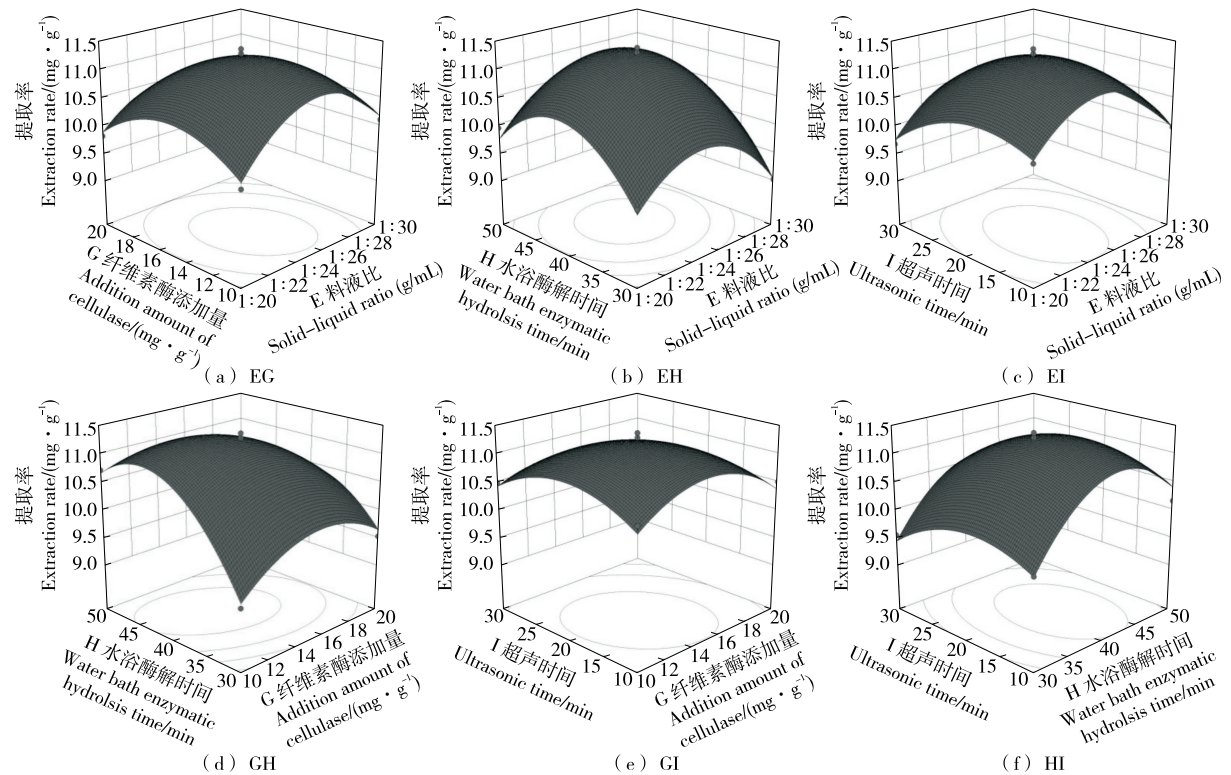 11.5
11.0
10.5
10.0
9.5
9.0
提取率
Extraction rate/(mg·g⁻¹)
20
18
16
14
12
10
G 纤维素酶添加量
Addition amount of
cellulase/(mg·g⁻¹)
1∶20
1∶22
1∶24
1∶26
1∶28
1∶30
E 料液比
Solid-liquid ratio (g/mL)
(a) EG
11.5
11.0
10.5
10.0
9.5
9.0
提取率
Extraction rate/(mg·g⁻¹)
50
45
40
35
30
H 水浴酶解时间
Water bath enzymatic
hydrolsis time/min
1∶20
1∶22
1∶24
1∶26
1∶28
1∶30
E 料液比
Solid-liquid ratio (g/mL)
(b) EH
11.5
11.0
10.5
10.0
9.5
9.0
提取率
Extraction rate/(mg·g⁻¹)
30
25
20
15
10
I 超声时间
Ultrasonic time/min
1∶20
1∶22
1∶24
1∶26
1∶28
1∶30
E 料液比
Solid-liquid ratio (g/mL)
(c) EI
11.5
11.0
10.5
10.0
9.5
9.0
提取率
Extraction rate/(mg·g⁻¹)
50
45
40
35
30
H 水浴酶解时间
Water bath enzymatic
hydrolsis time/min
10
12
14
16
18
20
G 纤维素酶添加量
Addition amount of
cellulase/(mg·g⁻¹)
(d) GH
11.5
11.0
10.5
10.0
9.5
9.0
提取率
Extraction rate/(mg·g⁻¹)
30
25
20
15
10
I 超声时间
Ultrasonic time/min
10
12
14
16
18
20
G 纤维素酶添加量
Addition amount of
cellulase/(mg·g⁻¹)
(e) GI
11.5
11.0
10.5
10.0
9.5
9.0
提取率
Extraction rate/(mg·g⁻¹)
30
25
20
15
10
I 超声时间
Ultrasonic time/min
30
35
40
45
50
H 水浴酶解时间
Water bath enzymatic
hydrolsis time/min
(f) HI